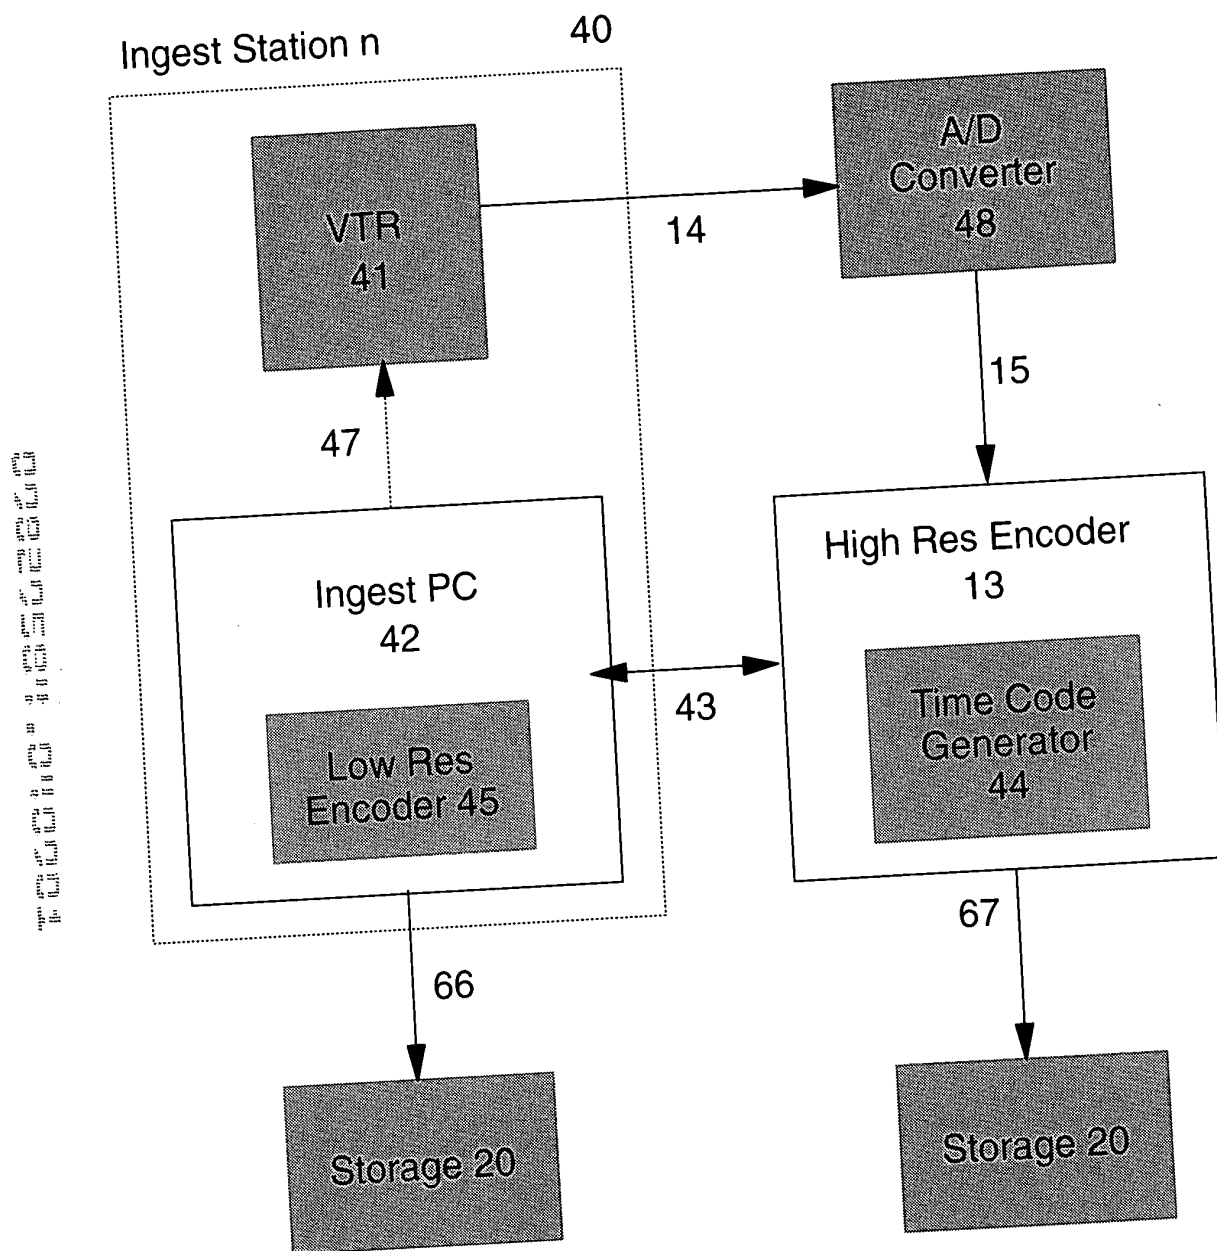 Ingest Station n
40
VTR
41
14
A/D
Converter
48
15
47
Ingest PC
42
Low Res
Encoder 45
43
High Res Encoder
13
Time Code
Generator
44
66
67
Storage 20
Storage 20